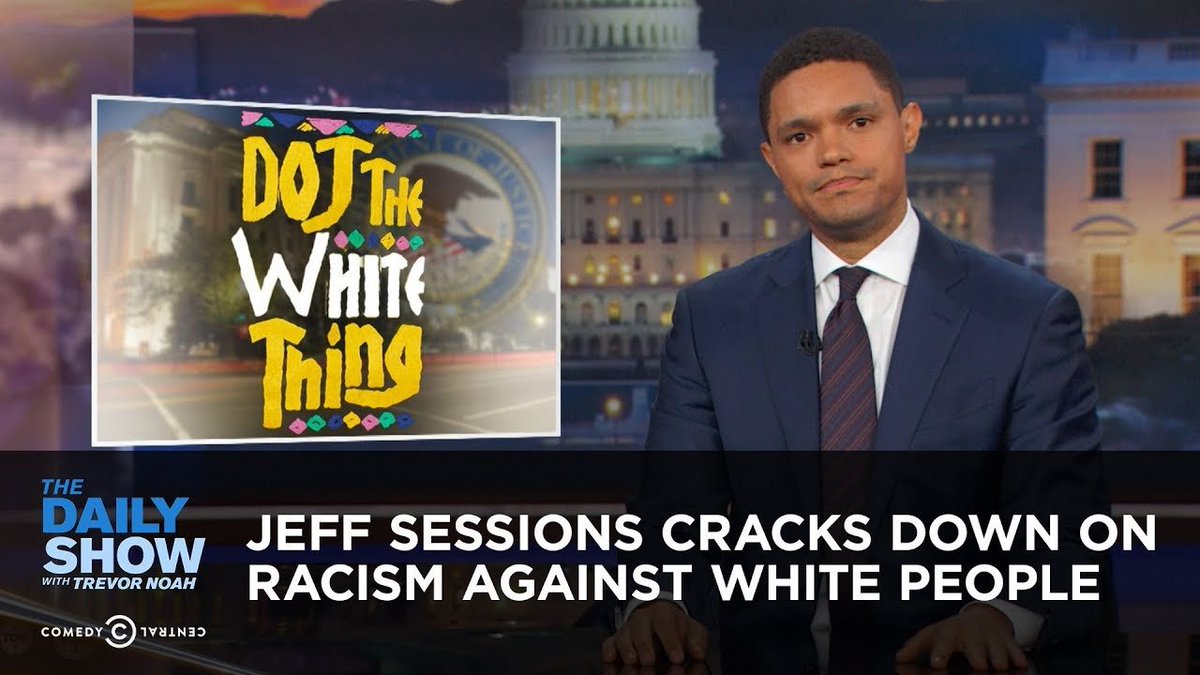 DOJ THE
WHITE
Thing
THE
DAILY
SHOW
WITH TREVOR NOAH
COMEDY CENTRAL
JEFF SESSIONS CRACKS DOWN ON
RACISM AGAINST WHITE PEOPLE